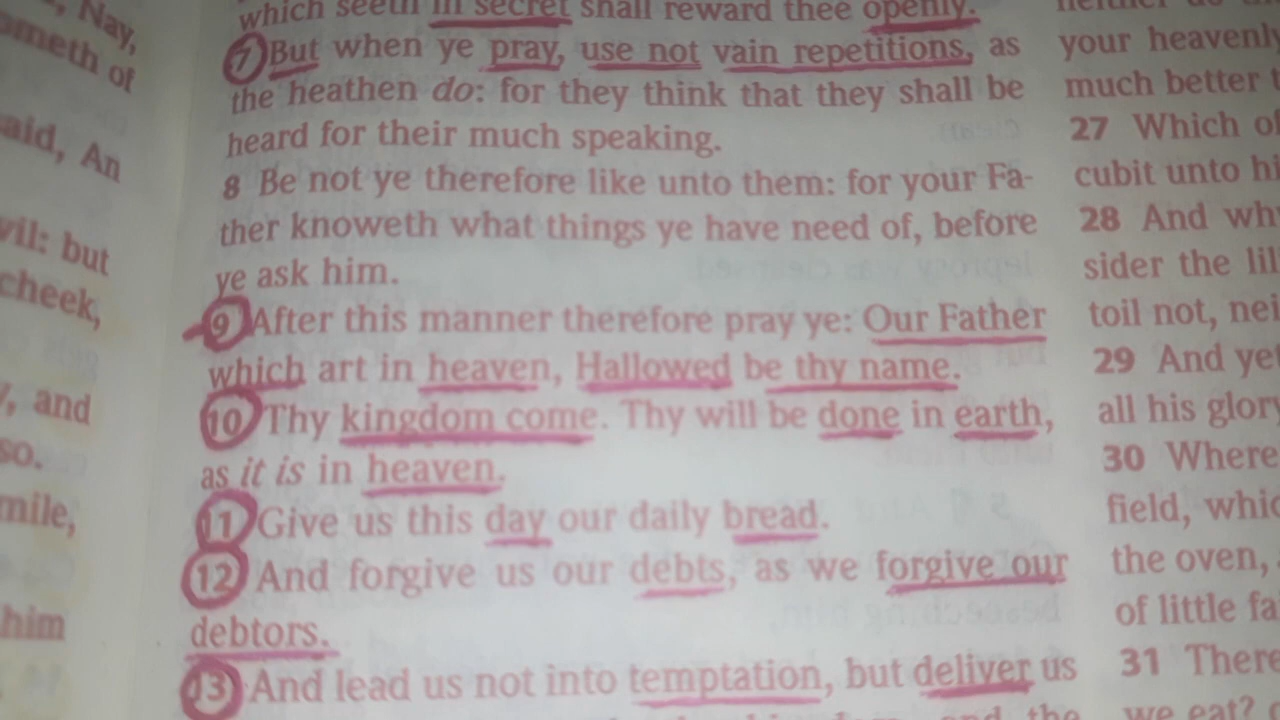 Nay,
ometh of
aid, An
vil: but
cheek,
, and
so.
mile,
him
which seeth in secret shall reward thee openly.
7 But when ye pray, use not vain repetitions, as
the heathen do: for they think that they shall be
heard for their much speaking.
8 Be not ye therefore like unto them: for your Fa-
ther knoweth what things ye have need of, before
ye ask him.
9 After this manner therefore pray ye: Our Father
which art in heaven, Hallowed be thy name.
10 Thy kingdom come. Thy will be done in earth,
as it is in heaven.
11 Give us this day our daily bread.
12 And forgive us our debts, as we forgive our
debtors.
13 And lead us not into temptation, but deliver us
and the
your heavenly
much better t
27 Which of
cubit unto hi
28 And wh
sider the lil
toil not, nei
29 And yet
all his glory
30 Where
field, whic
the oven,
of little fa
31 There
we eat?